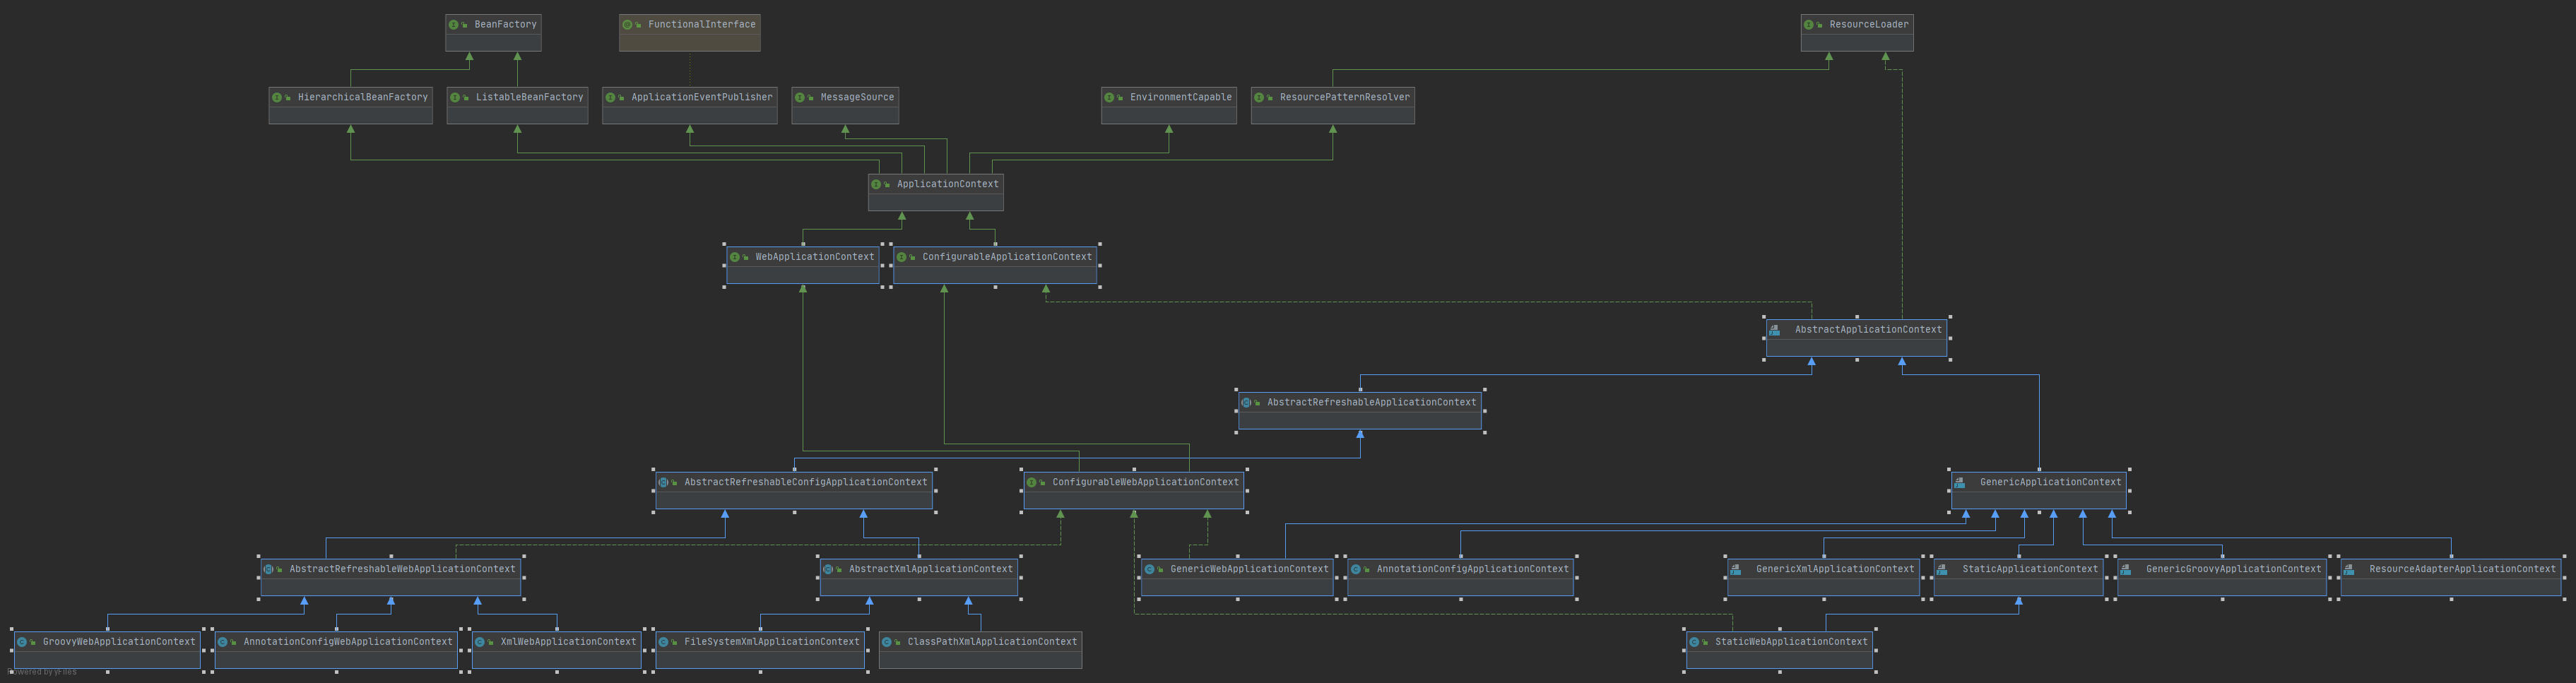 BeanFactory
FunctionalInterface
ResourceLoader
HierarchicalBeanFactory
ListableBeanFactory
ApplicationEventPublisher
MessageSource
EnvironmentCapable
ResourcePatternResolver
ApplicationContext
WebApplicationContext
ConfigurableApplicationContext
AbstractApplicationContext
AbstractRefreshableApplicationContext
AbstractRefreshableConfigApplicationContext
ConfigurableWebApplicationContext
GenericApplicationContext
AbstractRefreshableWebApplicationContext
AbstractXmlApplicationContext
GenericWebApplicationContext
AnnotationConfigApplicationContext
GenericXmlApplicationContext
StaticApplicationContext
GenericGroovyApplicationContext
ResourceAdapterApplicationContext
GroovyWebApplicationContext
AnnotationConfigWebApplicationContext
XmlWebApplicationContext
FileSystemXmlApplicationContext
ClassPathXmlApplicationContext
StaticWebApplicationContext
Powered by yFiles